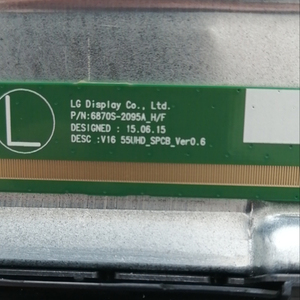 L
LG Display Co., Ltd.
P/N:6870S-2095A_H/F
DESIGNED : 15.06.15
DESC :V16 55UHD_SPCB_Ver0.6